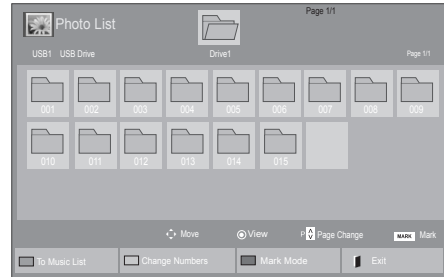 Page 1/1
Photo List
USB1 USB Drive Drive1 Page 1/1
001 002 003 004 005 006 007 008 009
010 011 012 013 014 015
Move View P Page Change MARK Mark
To Music List Change Numbers Mark Mode Exit